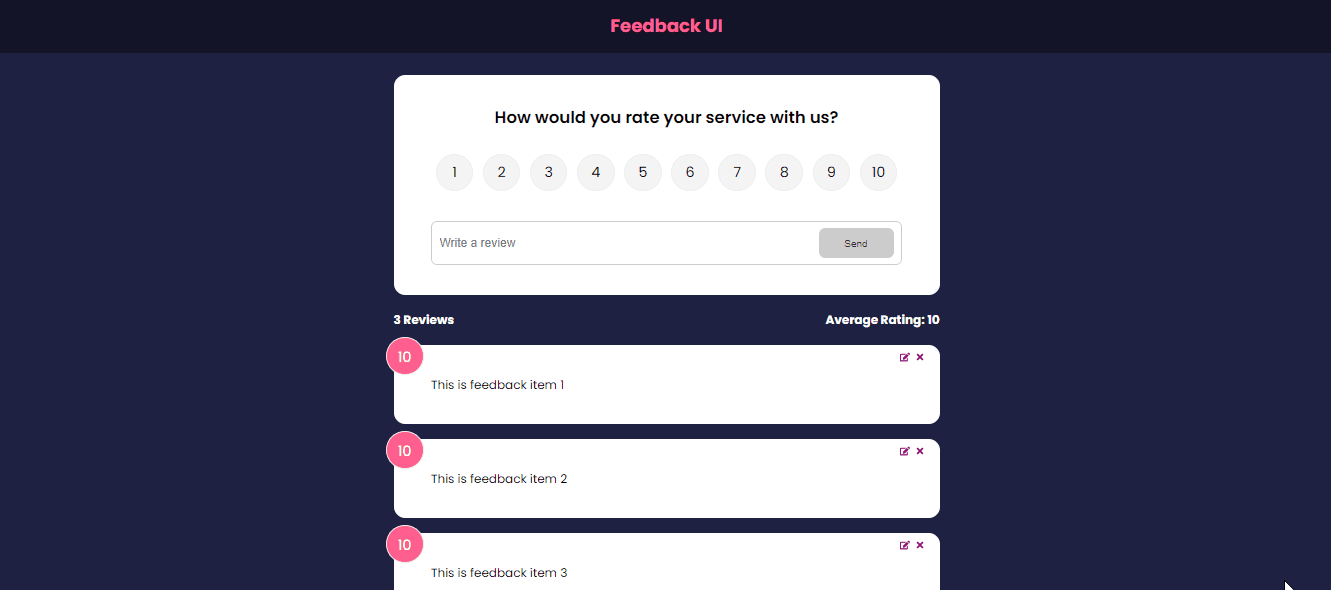 Feedback UI
How would you rate your service with us?
1 2 3 4 5 6 7 8 9 10
Write a review Send
3 Reviews Average Rating: 10
10
This is feedback item 1
10
This is feedback item 2
10
This is feedback item 3